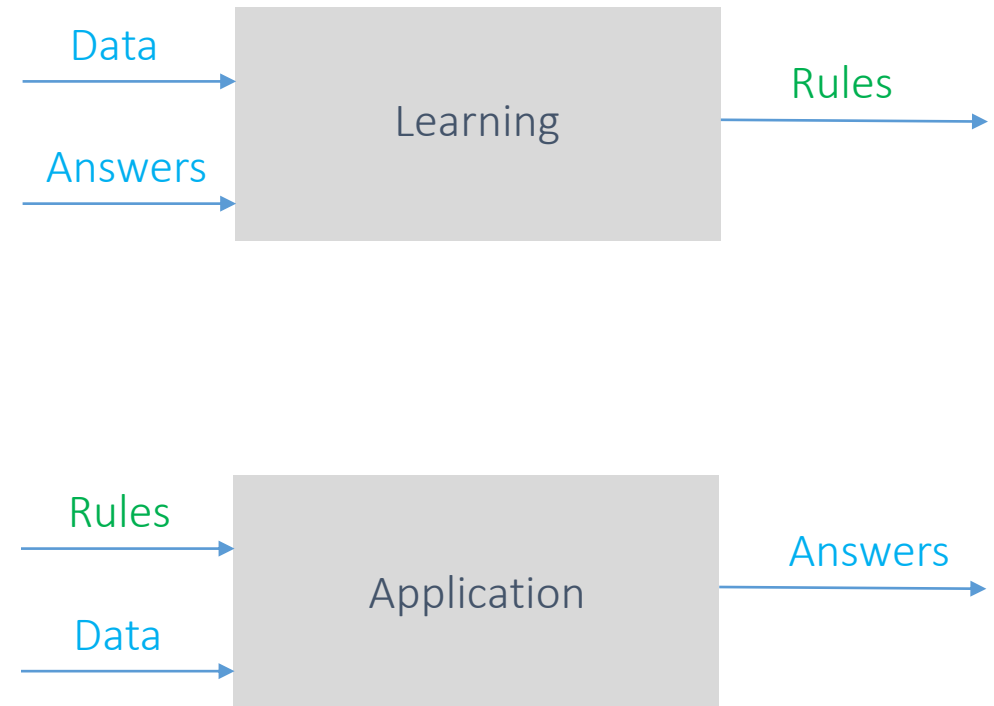 Data
Answers
Learning
Rules
Rules
Data
Application
Answers